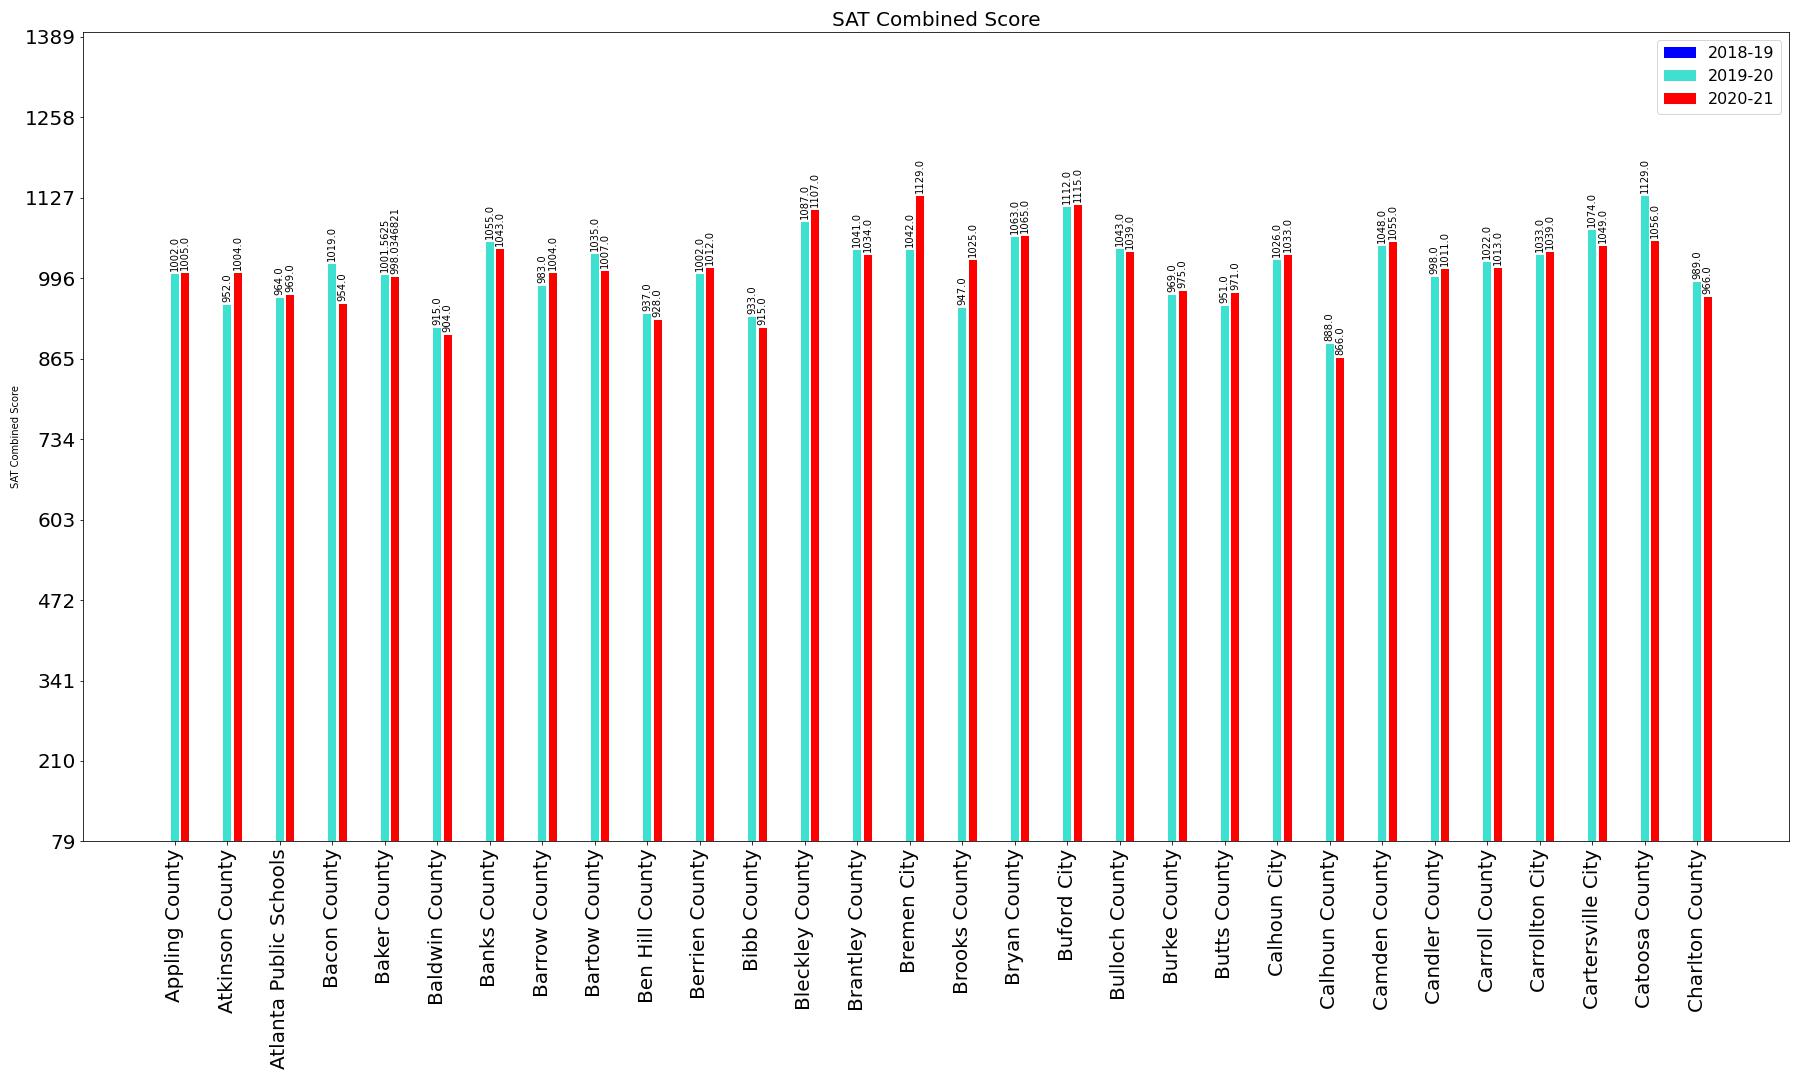 SAT Combined Score
2018-19
2019-20
2020-21
SAT Combined Score
1389
1258
1127
996
865
734
603
472
341
210
79
1002.0
1005.0
952.0
1004.0
964.0
969.0
1019.0
954.0
1001.5625
998.0346821
915.0
904.0
1055.0
1043.0
983.0
1004.0
1035.0
1007.0
937.0
928.0
1002.0
1012.0
933.0
915.0
1087.0
1107.0
1041.0
1034.0
1042.0
1129.0
947.0
1025.0
1063.0
1065.0
1112.0
1115.0
1043.0
1039.0
969.0
975.0
951.0
971.0
1026.0
1033.0
888.0
866.0
1048.0
1055.0
998.0
1011.0
1022.0
1013.0
1033.0
1039.0
1074.0
1049.0
1129.0
1056.0
989.0
966.0
Appling County
Atkinson County
Atlanta Public Schools
Bacon County
Baker County
Baldwin County
Banks County
Barrow County
Bartow County
Ben Hill County
Berrien County
Bibb County
Bleckley County
Brantley County
Bremen City
Brooks County
Bryan County
Buford City
Bulloch County
Burke County
Butts County
Calhoun City
Calhoun County
Camden County
Candler County
Carroll County
Carrollton City
Cartersville City
Catoosa County
Charlton County